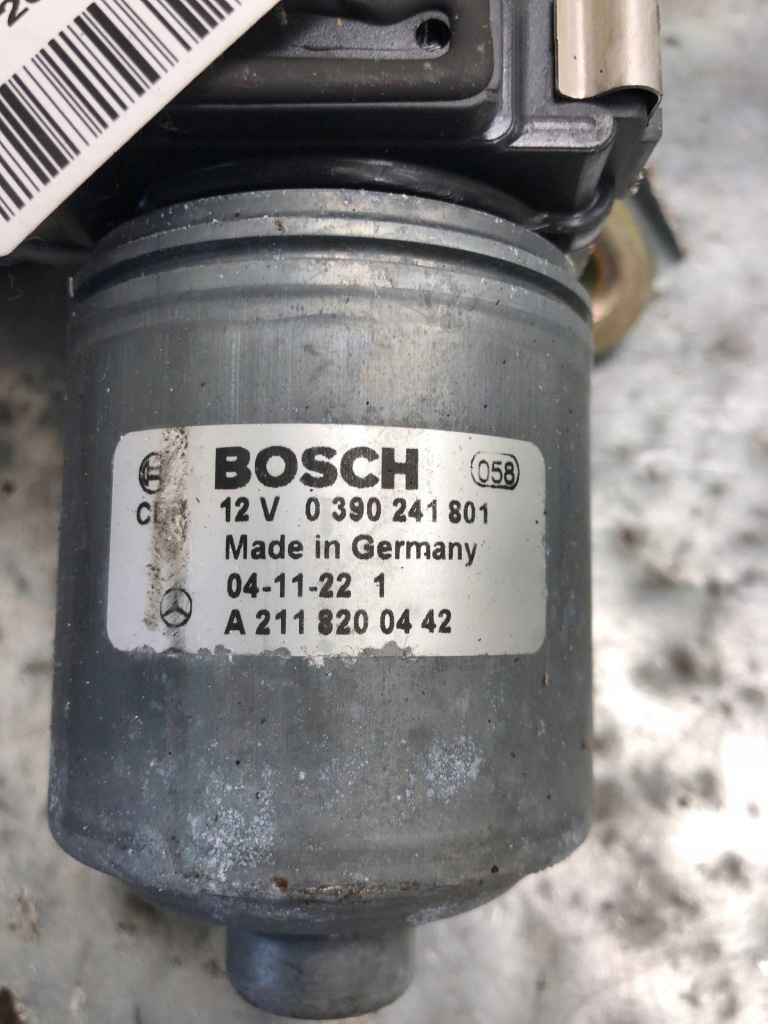 BOSCH 058
12 V 0 390 241 801
Made in Germany
04-11-22 1
A 211 820 04 42